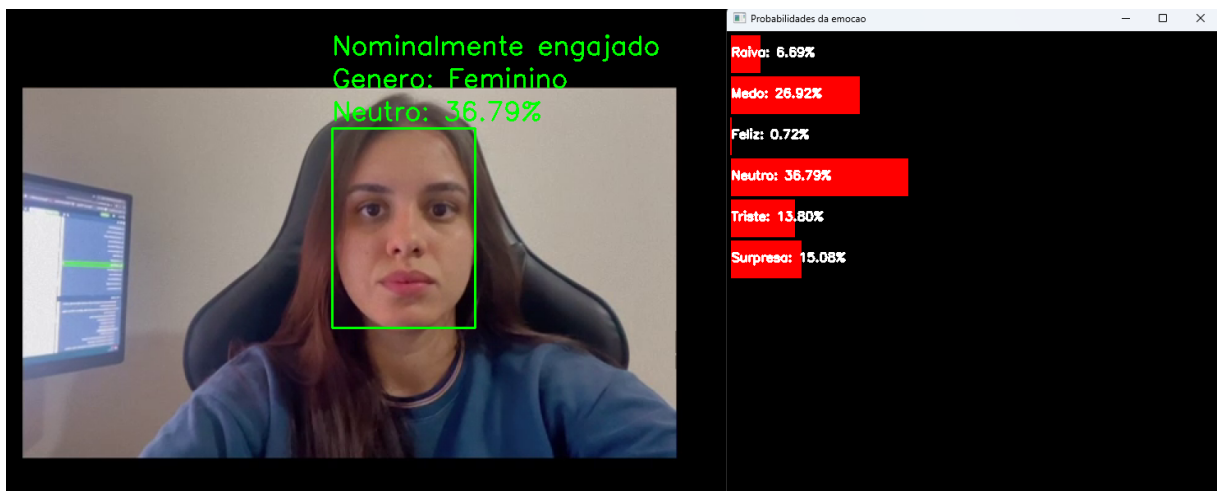 Nominalmente engajado
Genero: Feminino
Neutro: 36.79%
Probabilidades da emocao
Raiva: 6.69%
Medo: 26.92%
Feliz: 0.72%
Neutro: 36.79%
Triste: 13.80%
Surpresa: 15.08%